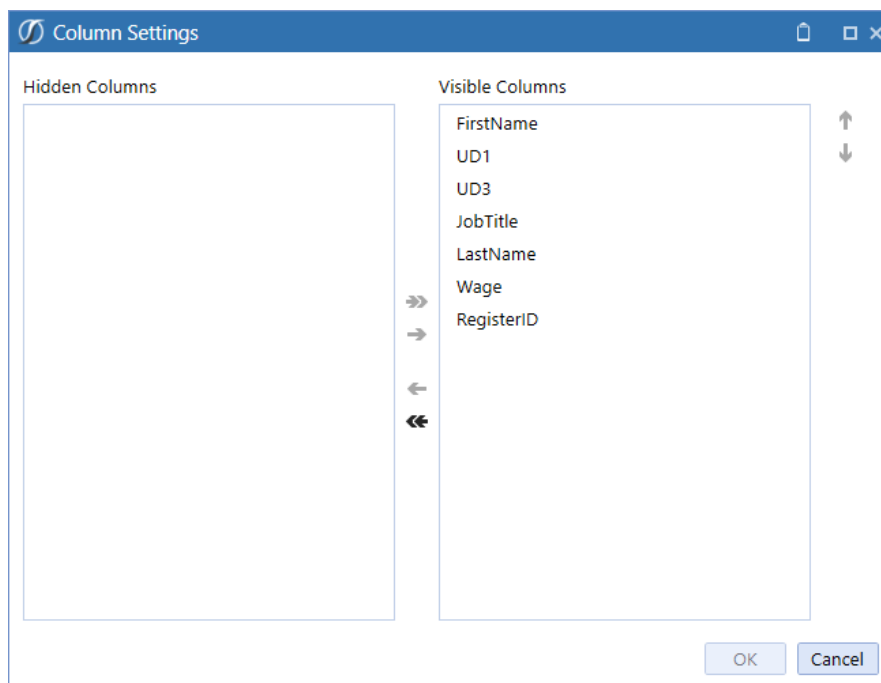 Column Settings
Hidden Columns
Visible Columns
FirstName
UD1
UD3
JobTitle
LastName
Wage
RegisterID
OK
Cancel